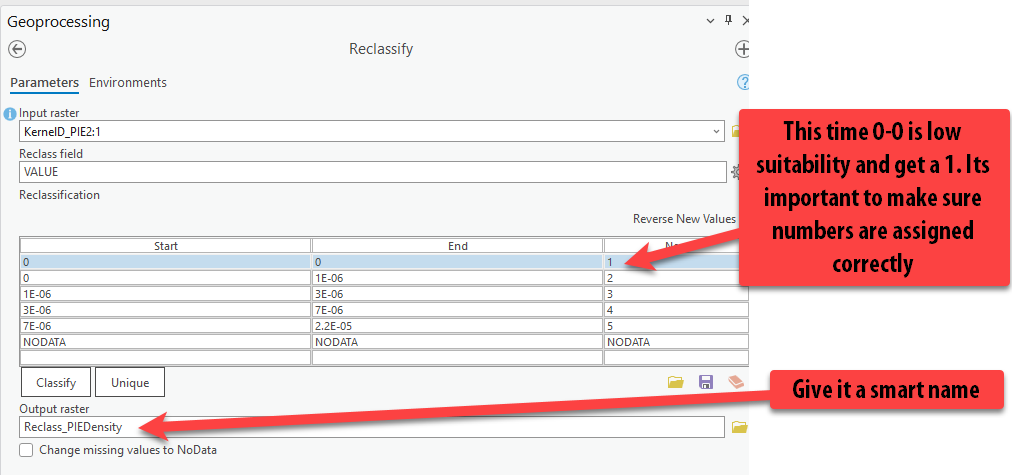 Geoprocessing
Reclassify
Parameters Environments
Input raster
KernelD_PIE2:1
Reclass field
VALUE
Reclassification
Reverse New Values
Start End
0 0 1
0 1E-06 2
1E-06 3E-06 3
3E-06 7E-06 4
7E-06 2.2E-05 5
NODATA NODATA NODATA
Classify Unique
Output raster
Reclass_PIEDensity
Change missing values to NoData
This time 0-0 is low
suitability and get a 1. Its
important to make sure
numbers are assigned
correctly
Give it a smart name